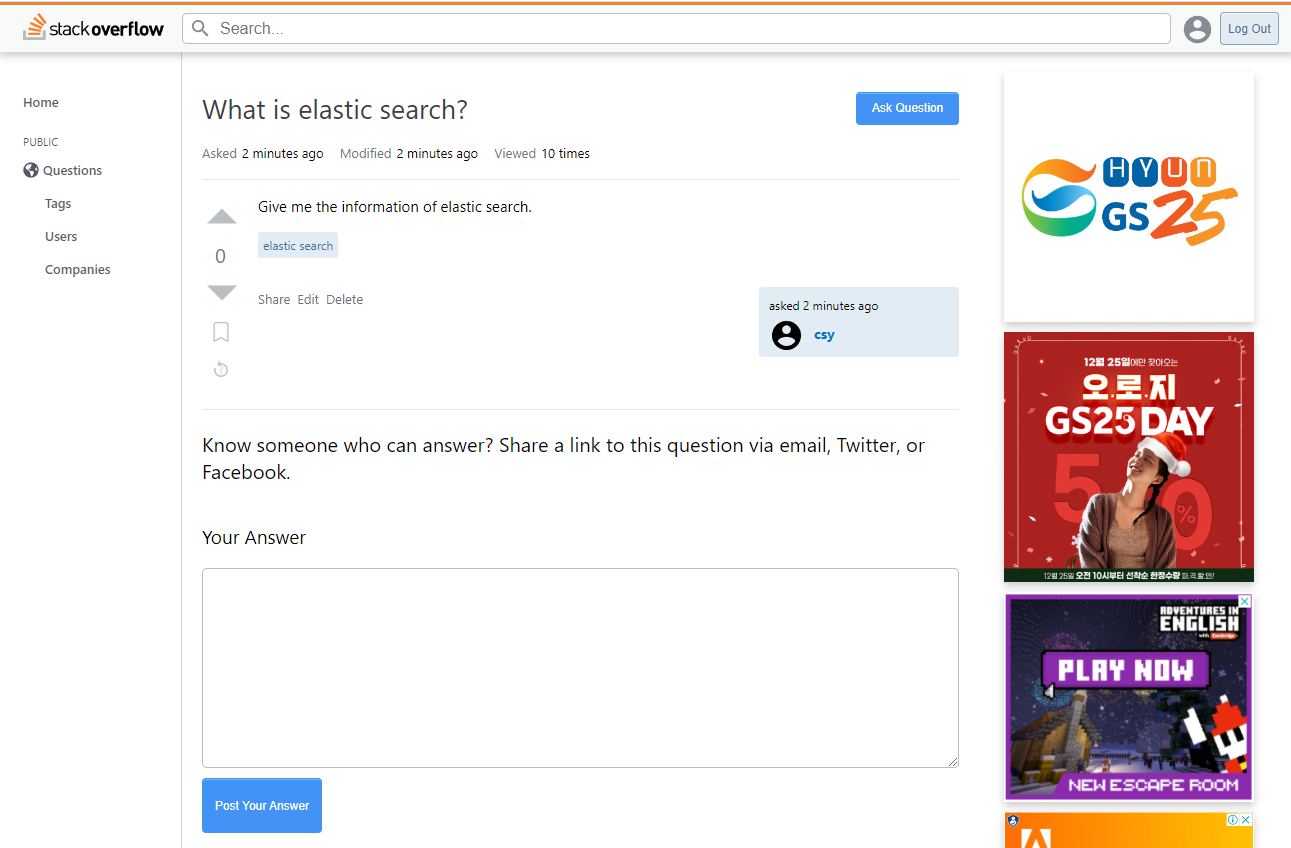 stack overflow
Search...
Log Out
Home
PUBLIC
Questions
Tags
Users
Companies
What is elastic search?
Ask Question
Asked 2 minutes ago Modified 2 minutes ago Viewed 10 times
Give me the information of elastic search.
0
elastic search
Share Edit Delete
asked 2 minutes ago
csy
Know someone who can answer? Share a link to this question via email, Twitter, or
Facebook.
Your Answer
Post Your Answer
HYUN
GS25
12월 25일에만 찾아오는
오.로.지
GS25 DAY
50%
12월 25일 오전 10시부터 선착순 한정수량 파.격.할.인!
ADVENTURES IN
ENGLISH
with Cambridge
PLAY NOW
NEW ESCAPE ROOM